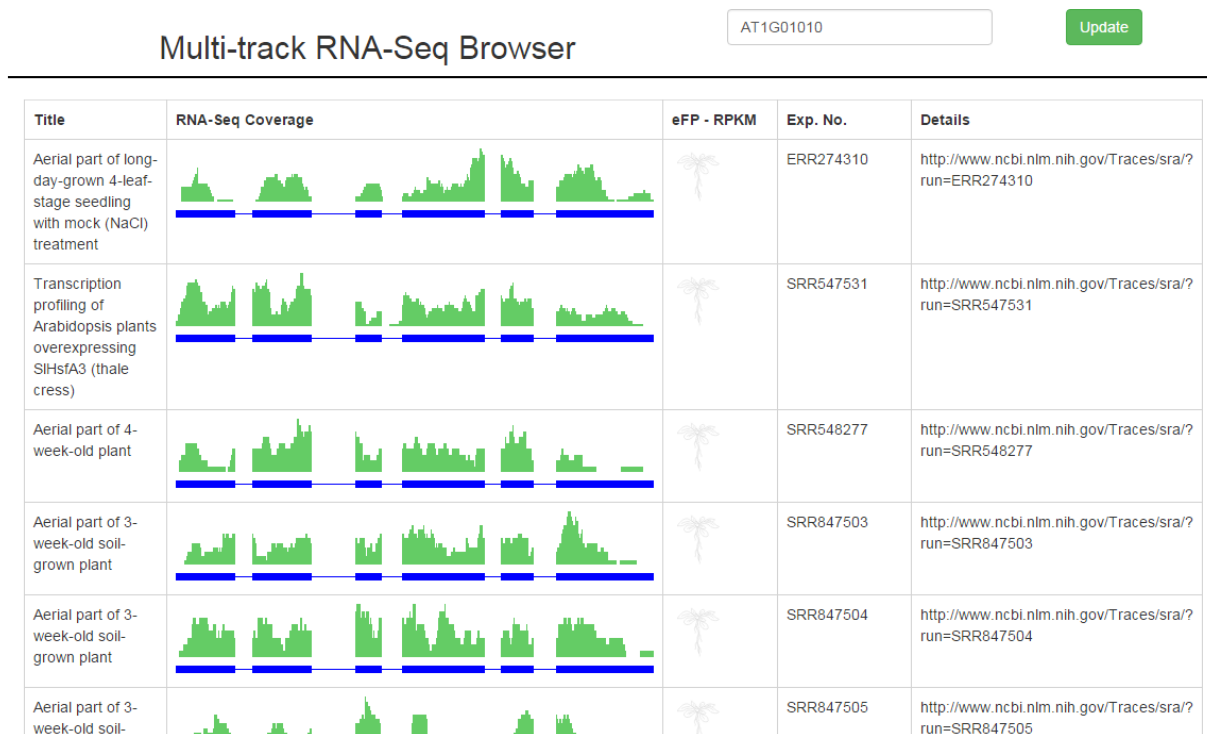 Multi-track RNA-Seq Browser
AT1G01010
Update
Title
RNA-Seq Coverage
eFP - RPKM
Exp. No.
Details
Aerial part of long-
day-grown 4-leaf-
stage seedling
with mock (NaCl)
treatment
ERR274310
http://www.ncbi.nlm.nih.gov/Traces/sra/?
run=ERR274310
Transcription
profiling of
Arabidopsis plants
overexpressing
SlHsfA3 (thale
cress)
SRR547531
http://www.ncbi.nlm.nih.gov/Traces/sra/?
run=SRR547531
Aerial part of 4-
week-old plant
SRR548277
http://www.ncbi.nlm.nih.gov/Traces/sra/?
run=SRR548277
Aerial part of 3-
week-old soil-
grown plant
SRR847503
http://www.ncbi.nlm.nih.gov/Traces/sra/?
run=SRR847503
Aerial part of 3-
week-old soil-
grown plant
SRR847504
http://www.ncbi.nlm.nih.gov/Traces/sra/?
run=SRR847504
Aerial part of 3-
week-old soil-
SRR847505
http://www.ncbi.nlm.nih.gov/Traces/sra/?
run=SRR847505